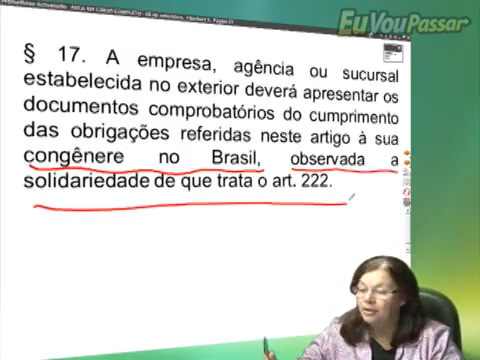 EuVouPassar
§ 17. A empresa, agência ou sucursal
estabelecida no exterior deverá apresentar os
documentos comprobatórios do cumprimento
das obrigações referidas neste artigo à sua
congênere no Brasil, observada a
solidariedade de que trata o art. 222.